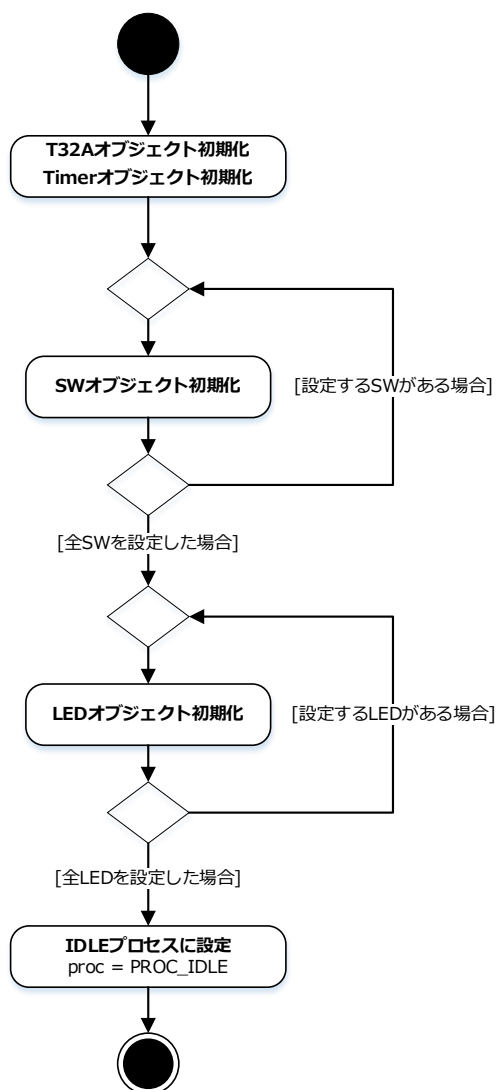 T32Aオブジェクト初期化
Timerオブジェクト初期化
SWオブジェクト初期化
[設定するSWがある場合]
[全SWを設定した場合]
LEDオブジェクト初期化
[設定するLEDがある場合]
[全LEDを設定した場合]
IDLEプロセスに設定
proc = PROC_IDLE